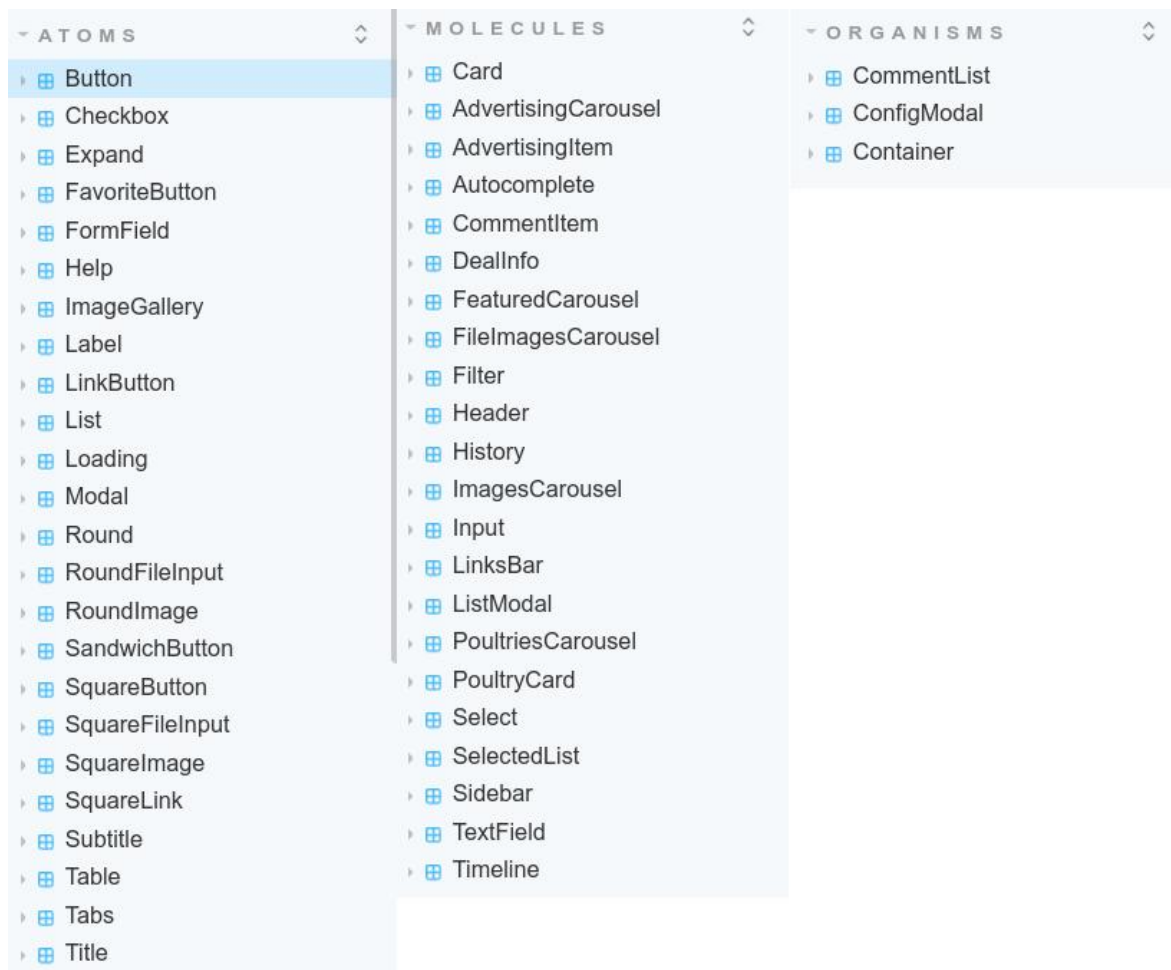 ATOMS
Button
Checkbox
Expand
FavoriteButton
FormField
Help
ImageGallery
Label
LinkButton
List
Loading
Modal
Round
RoundFileInput
RoundImage
SandwichButton
SquareButton
SquareFileInput
SquareImage
SquareLink
Subtitle
Table
Tabs
Title
MOLECULES
Card
AdvertisingCarousel
AdvertisingItem
Autocomplete
CommentItem
DealInfo
FeaturedCarousel
FileImagesCarousel
Filter
Header
History
ImagesCarousel
Input
LinksBar
ListModal
PoultriesCarousel
PoultryCard
Select
SelectedList
Sidebar
TextField
Timeline
ORGANISMS
CommentList
ConfigModal
Container